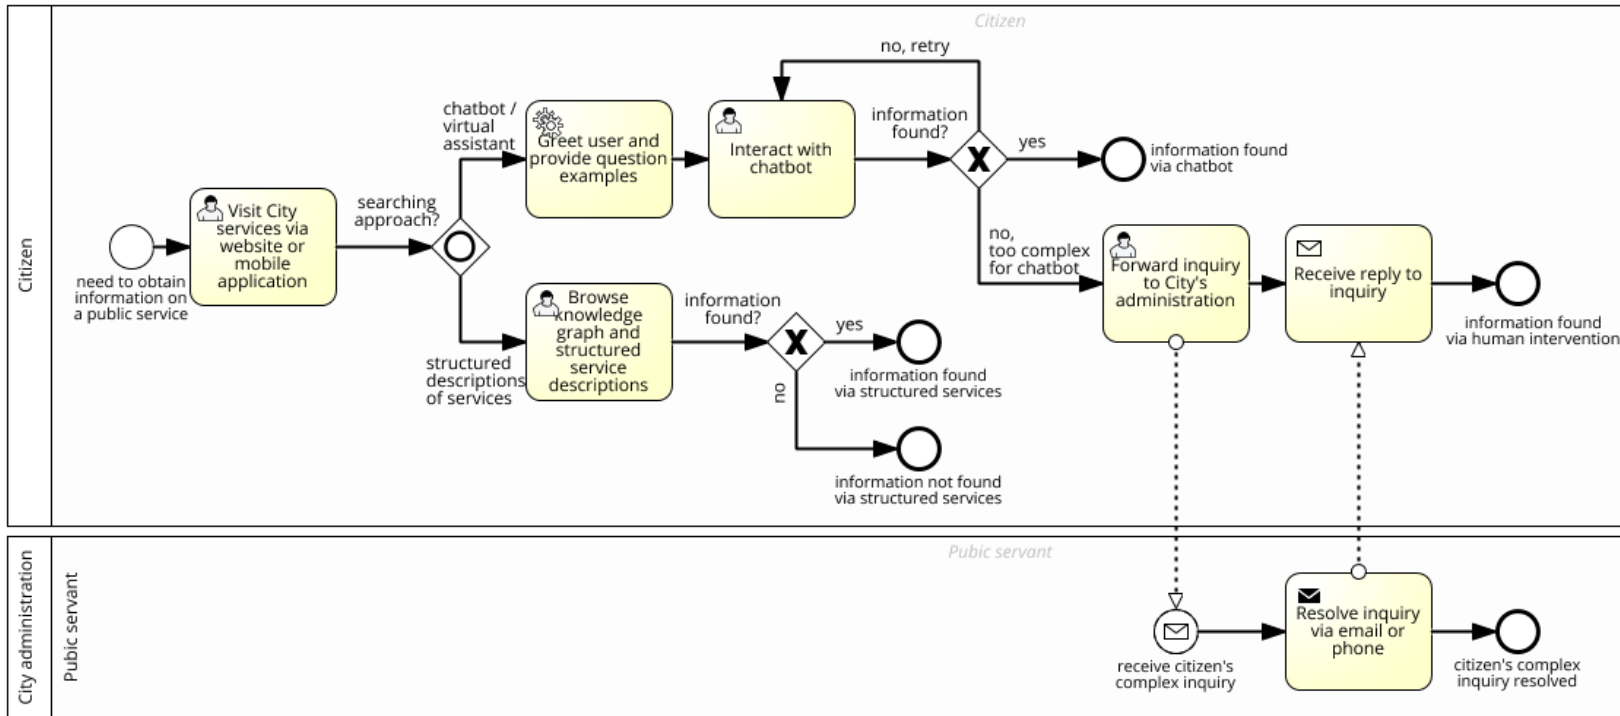 Citizen
Citizen
need to obtain
information on
a public service
Visit City
services via
website or
mobile
application
searching
approach?
chatbot /
virtual
assistant
Greet user and
provide question
examples
Interact with
chatbot
no, retry
information
found?
yes
information found
via chatbot
no,
too complex
for chatbot
Forward inquiry
to City's
administration
Receive reply to
inquiry
information found
via human intervention
structured
descriptions
of services
Browse
knowledge
graph and
structured
service
descriptions
information
found?
yes
information found
via structured services
no
information not found
via structured services
City administration
Pubic servant
Pubic servant
receive citizen's
complex inquiry
Resolve inquiry
via email or
phone
citizen's complex
inquiry resolved